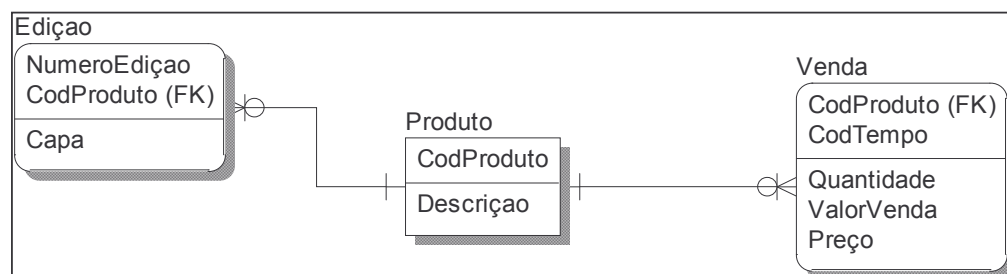 Ediçao
NumeroEdiçao
CodProduto (FK)
Capa
Produto
CodProduto
Descriçao
Venda
CodProduto (FK)
CodTempo
Quantidade
ValorVenda
Preço